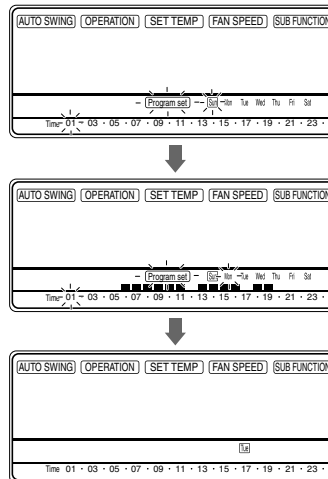 AUTO SWING OPERATION SET TEMP FAN SPEED SUB FUNCTION
Program set Sun Mon Tue Wed Thu Fri Sat
Time 01 · 03 · 05 · 07 · 09 · 11 · 13 · 15 · 17 · 19 · 21 · 23 ·
AUTO SWING OPERATION SET TEMP FAN SPEED SUB FUNCTION
Program set Sun Mon Tue Wed Thu Fri Sat
Time 01 · 03 · 05 · 07 · 09 · 11 · 13 · 15 · 17 · 19 · 21 · 23 ·
AUTO SWING OPERATION SET TEMP FAN SPEED SUB FUNCTION
Tue
Time 01 · 03 · 05 · 07 · 09 · 11 · 13 · 15 · 17 · 19 · 21 · 23 ·